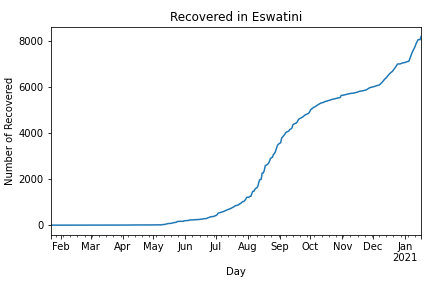 Recovered in Eswatini
Number of Recovered
8000
6000
4000
2000
0
Feb Mar Apr May Jun Jul Aug Sep Oct Nov Dec Jan
2021
Day